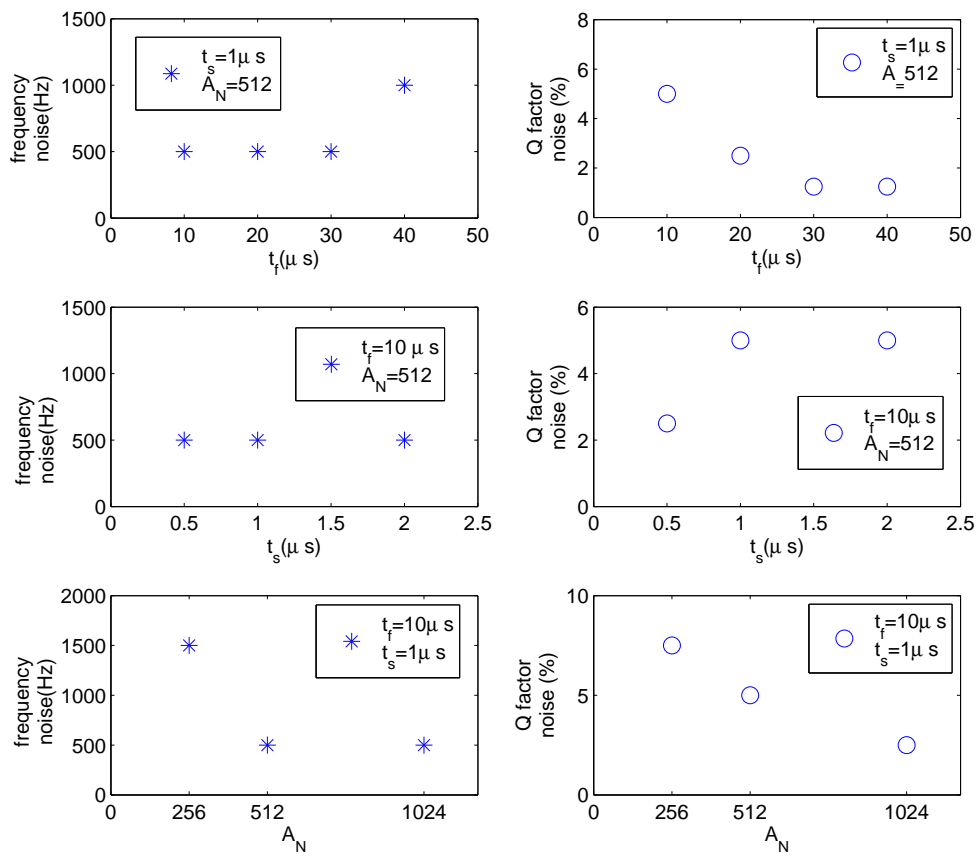 1500
1000
500
0
frequency
noise(Hz)
t_s=1μ s
A_N=512
0
10
20
30
40
50
t_f(μ s)
8
6
4
2
0
Q factor
noise (%)
t_s=1μ s
A_=512
0
10
20
30
40
50
t_f(μ s)
1500
1000
500
0
frequency
noise(Hz)
t_f=10 μ s
A_N=512
0
0.5
1
1.5
2
2.5
t_s(μ s)
6
4
2
0
Q factor
noise (%)
t_f=10μ s
A_N=512
0
0.5
1
1.5
2
2.5
t_s(μ s)
2000
1500
1000
500
0
frequency
noise(Hz)
t_f=10μ s
t_s=1μ s
0
256
512
1024
A_N
10
5
0
Q factor
noise (%)
t_f=10μ s
t_s=1μ s
0
256
512
1024
A_N